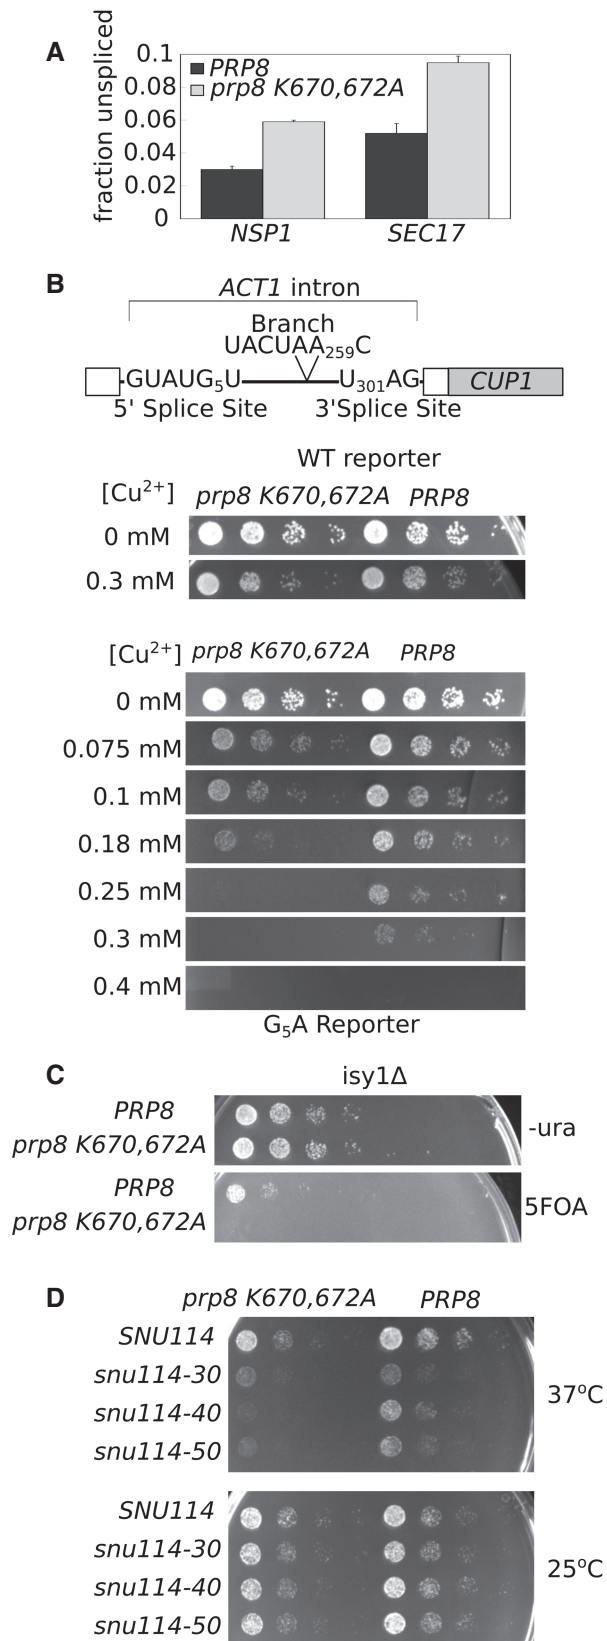 A
fraction unspliced
0.1
0.08
0.06
0.04
0.02
0
PRP8
prp8 K670,672A
NSP1 SEC17
B
ACT1 intron
Branch
UACUAA259C
GUAUG5U U301AG CUP1
5' Splice Site 3'Splice Site
WT reporter
[Cu2+] prp8 K670,672A PRP8
0 mM
0.3 mM
[Cu2+] prp8 K670,672A PRP8
0 mM
0.075 mM
0.1 mM
0.18 mM
0.25 mM
0.3 mM
0.4 mM
G5A Reporter
C
isy1Δ
PRP8
prp8 K670,672A
-ura
PRP8
prp8 K670,672A
5FOA
D
prp8 K670,672A PRP8
SNU114
snu114-30
snu114-40
snu114-50
37°C
SNU114
snu114-30
snu114-40
snu114-50
25°C